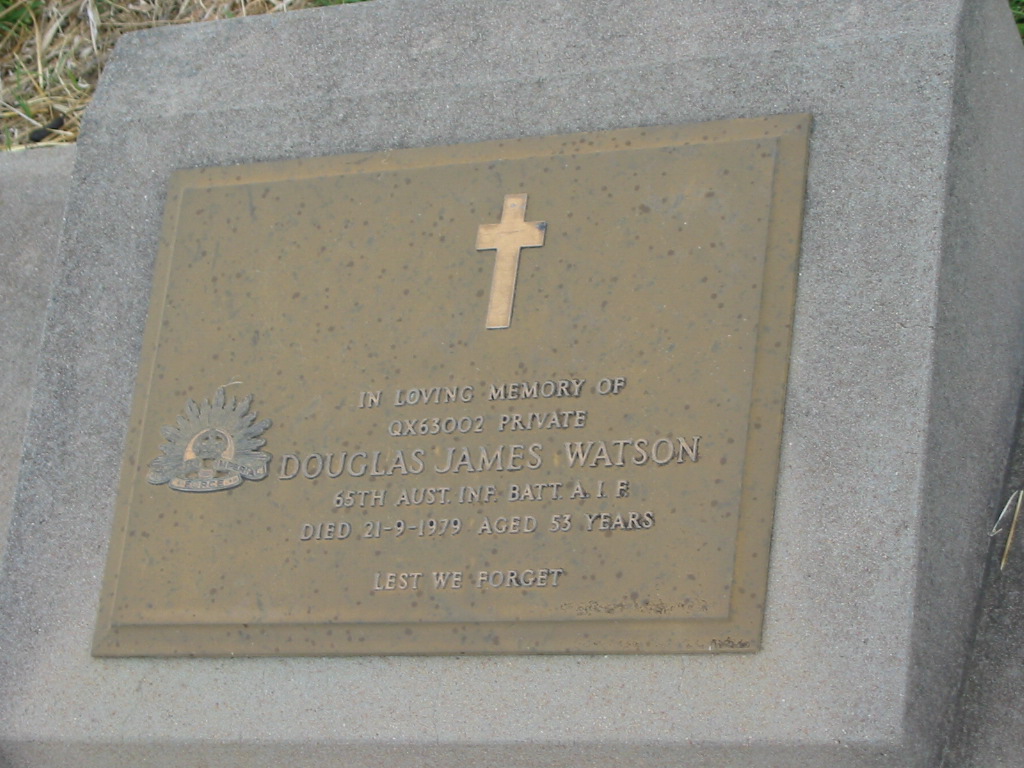 IN LOVING MEMORY OF
QX63002 PRIVATE
DOUGLAS JAMES WATSON
65TH AUST. INF. BATT. A. I. F.
DIED 21-9-1979 AGED 53 YEARS
LEST WE FORGET